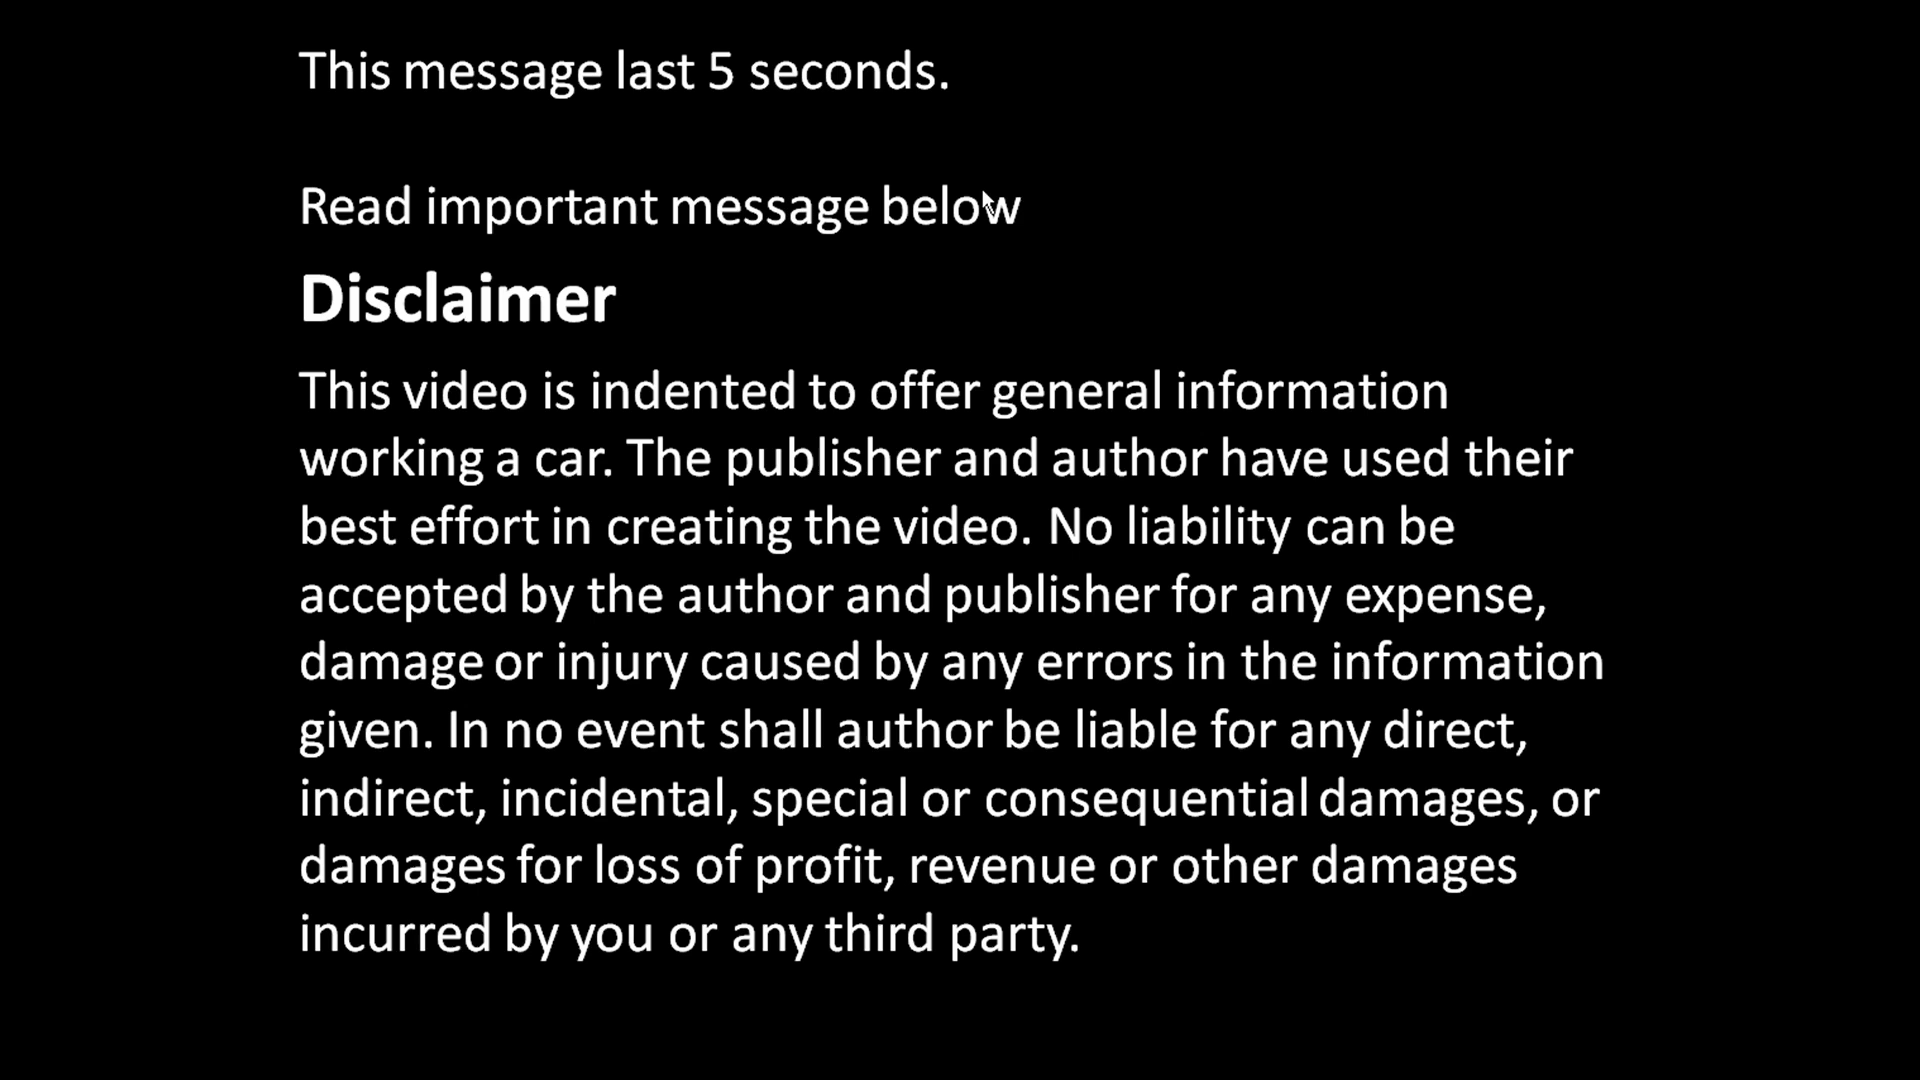 This message last 5 seconds.
Read important message below
Disclaimer
This video is indented to offer general information
working a car. The publisher and author have used their
best effort in creating the video. No liability can be
accepted by the author and publisher for any expense,
damage or injury caused by any errors in the information
given. In no event shall author be liable for any direct,
indirect, incidental, special or consequential damages, or
damages for loss of profit, revenue or other damages
incurred by you or any third party.